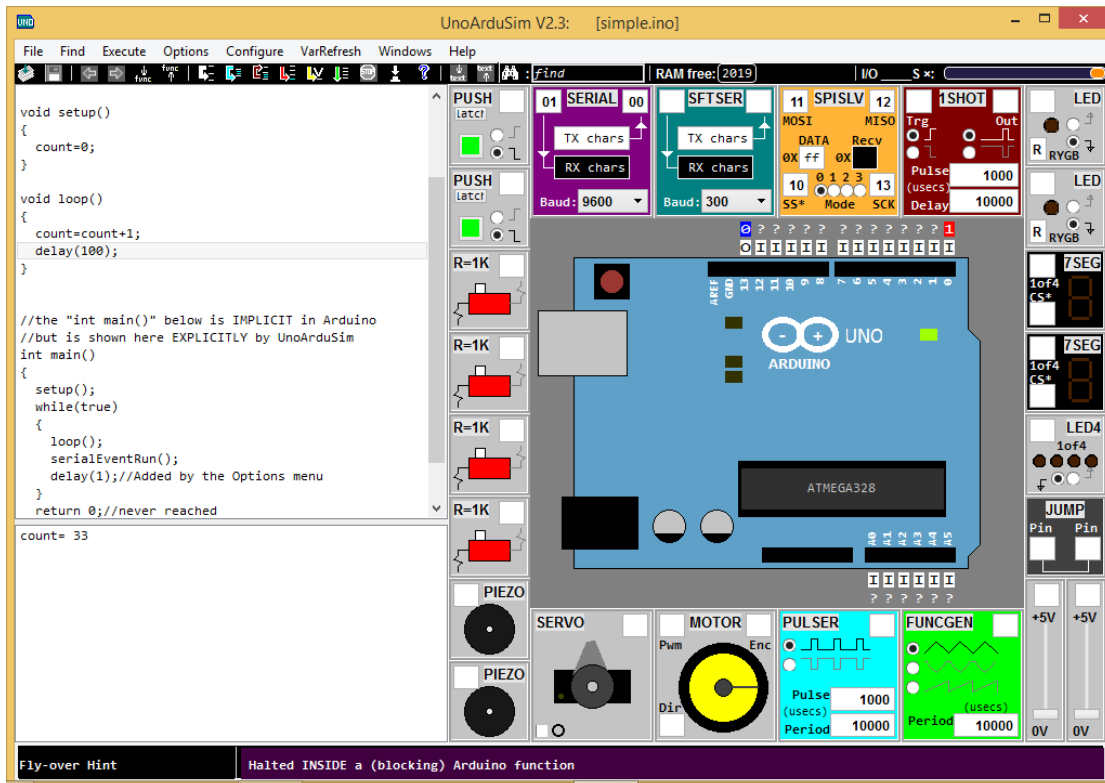 UNO
UnoArduSim V2.3: [simple.ino]
File Find Execute Options Configure VarRefresh Windows Help
func
func
STOP
text
text
: find
RAM free: 2019
I/O____S ×:
void setup()
{
count=0;
}
void loop()
{
count=count+1;
delay(100);
}
//the "int main()" below is IMPLICIT in Arduino
//but is shown here EXPLICITLY by UnoArduSim
int main()
{
setup();
while(true)
{
loop();
serialEventRun();
delay(1);//Added by the Options menu
}
return 0;//never reached
count= 33
PUSH
Latch
PUSH
Latch
R=1K
R=1K
R=1K
R=1K
PIEZO
PIEZO
01 SERIAL 00
TX chars
RX chars
Baud: 9600
SFTSER
TX chars
RX chars
Baud: 300
11 SPISLV 12
MOSI MISO
DATA Recv
0X ff 0X
0 1 2 3
10 13
SS* Mode SCK
1SHOT
Trg Out
Pulse 1000
(usecs)
Delay 10000
LED
R RYGB
LED
R RYGB
7SEG
1of4
CS*
7SEG
1of4
CS*
LED4
1of4
JUMP
Pin Pin
+5V +5V
0V 0V
0 ? ? ? ? ? ? ? ? ? ? ? ? 1
O I I I I I I I I I I I I I
AREF GND 13 12 11 10 9 8 7 6 5 4 3 2 1 0
- + UNO
ARDUINO
ATMEGA328
A0 A1 A2 A3 A4 A5
I I I I I I
? ? ? ? ? ?
SERVO
MOTOR
Pwm Enc
Dir
PULSER
Pulse 1000
(usecs)
Period 10000
FUNCGEN
(usecs)
Period 10000
Fly-over Hint
Halted INSIDE a (blocking) Arduino function